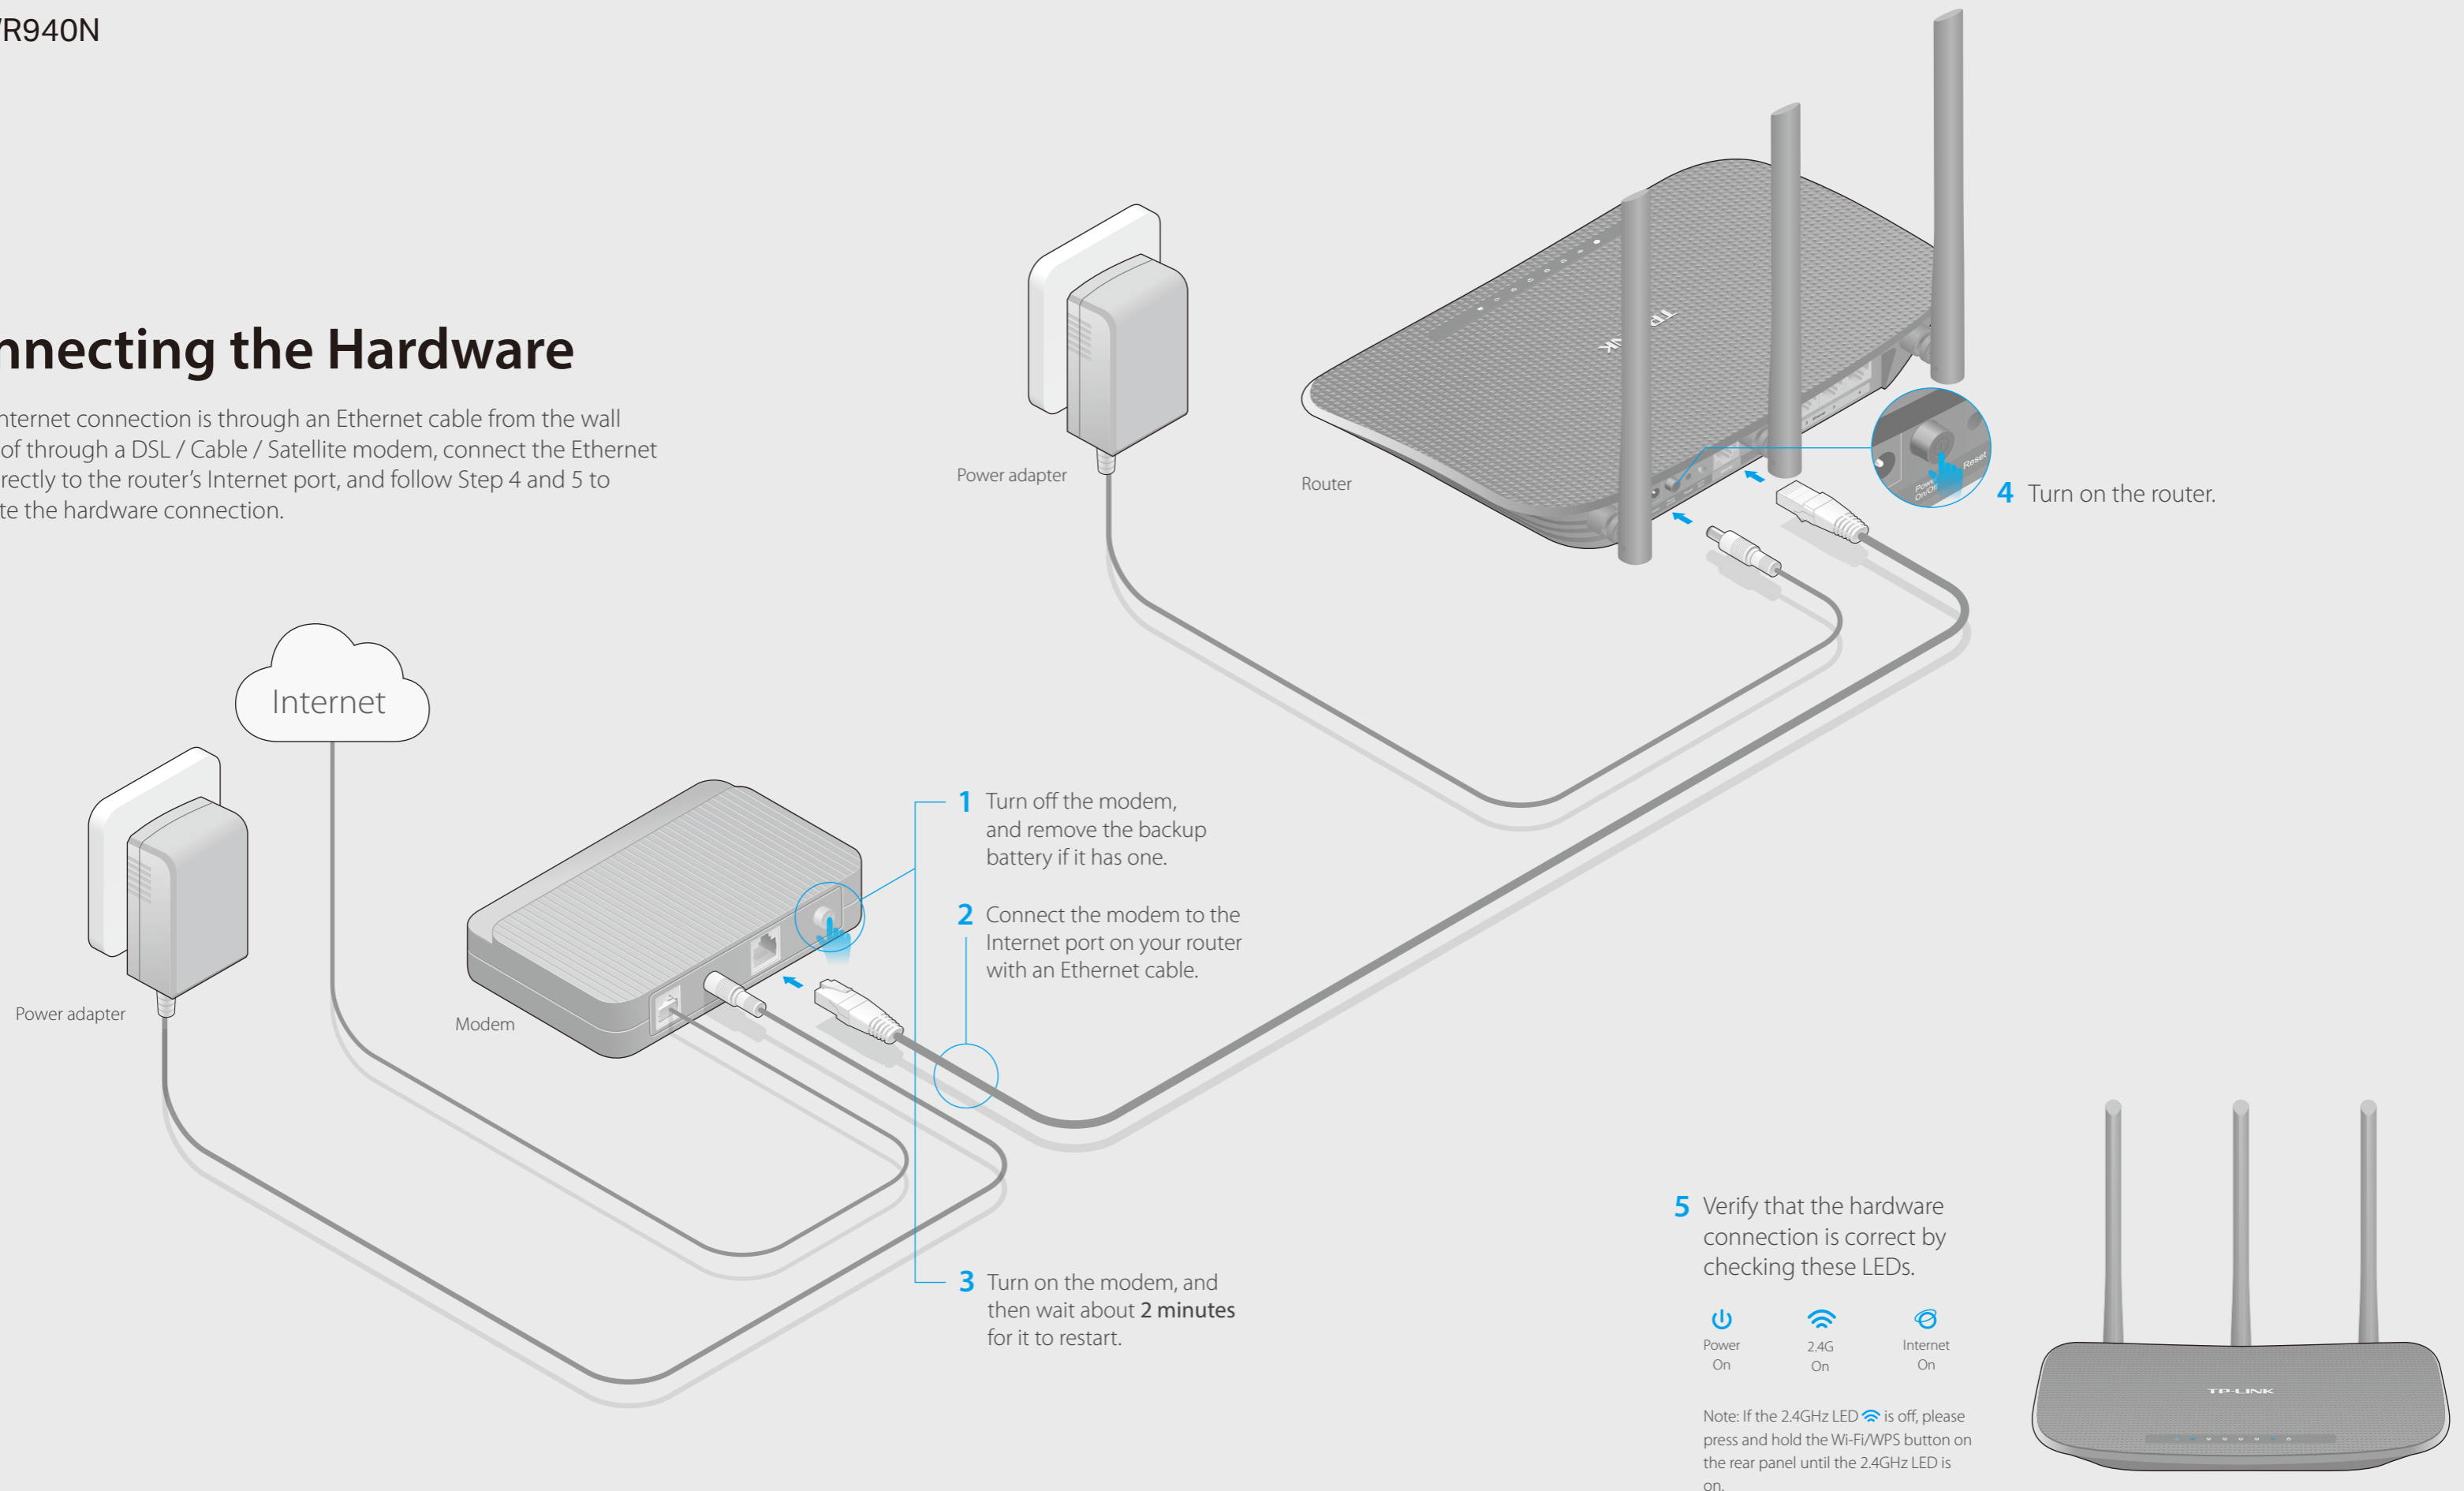 /R940N
nnecting the Hardware
nternet connection is through an Ethernet cable from the wall
of through a DSL / Cable / Satellite modem, connect the Ethernet
rectly to the router's Internet port, and follow Step 4 and 5 to
te the hardware connection.
Power adapter
Router
TP-LINK
Power On/Off
Reset
4 Turn on the router.
Internet
Power adapter
Modem
1 Turn off the modem,
and remove the backup
battery if it has one.
2 Connect the modem to the
Internet port on your router
with an Ethernet cable.
3 Turn on the modem, and
then wait about 2 minutes
for it to restart.
5 Verify that the hardware
connection is correct by
checking these LEDs.
Power
On
2.4G
On
Internet
On
Note: If the 2.4GHz LED is off, please
press and hold the Wi-Fi/WPS button on
the rear panel until the 2.4GHz LED is
on.
TP-LINK